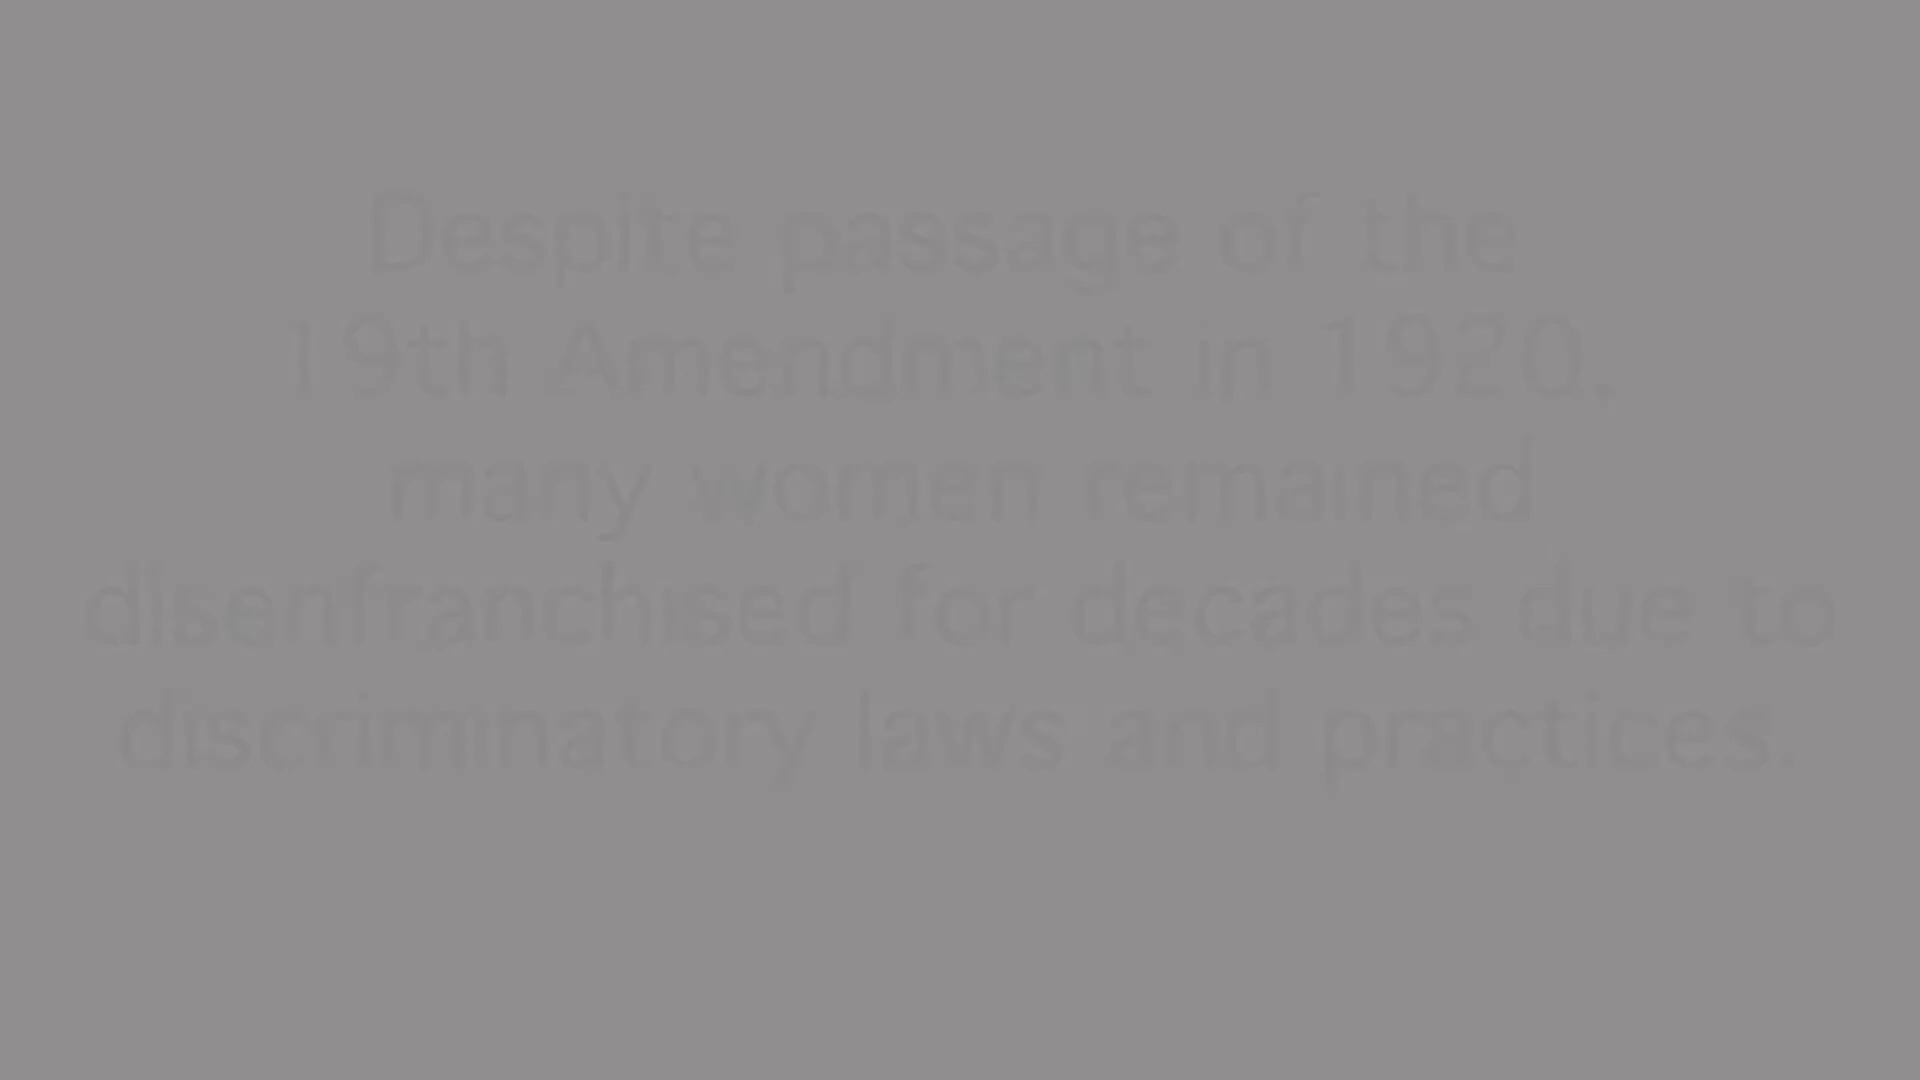 Despite passage of the
19th Amendment in 1920,
many women remained
disenfranchised for decades due to
discriminatory laws and practices.